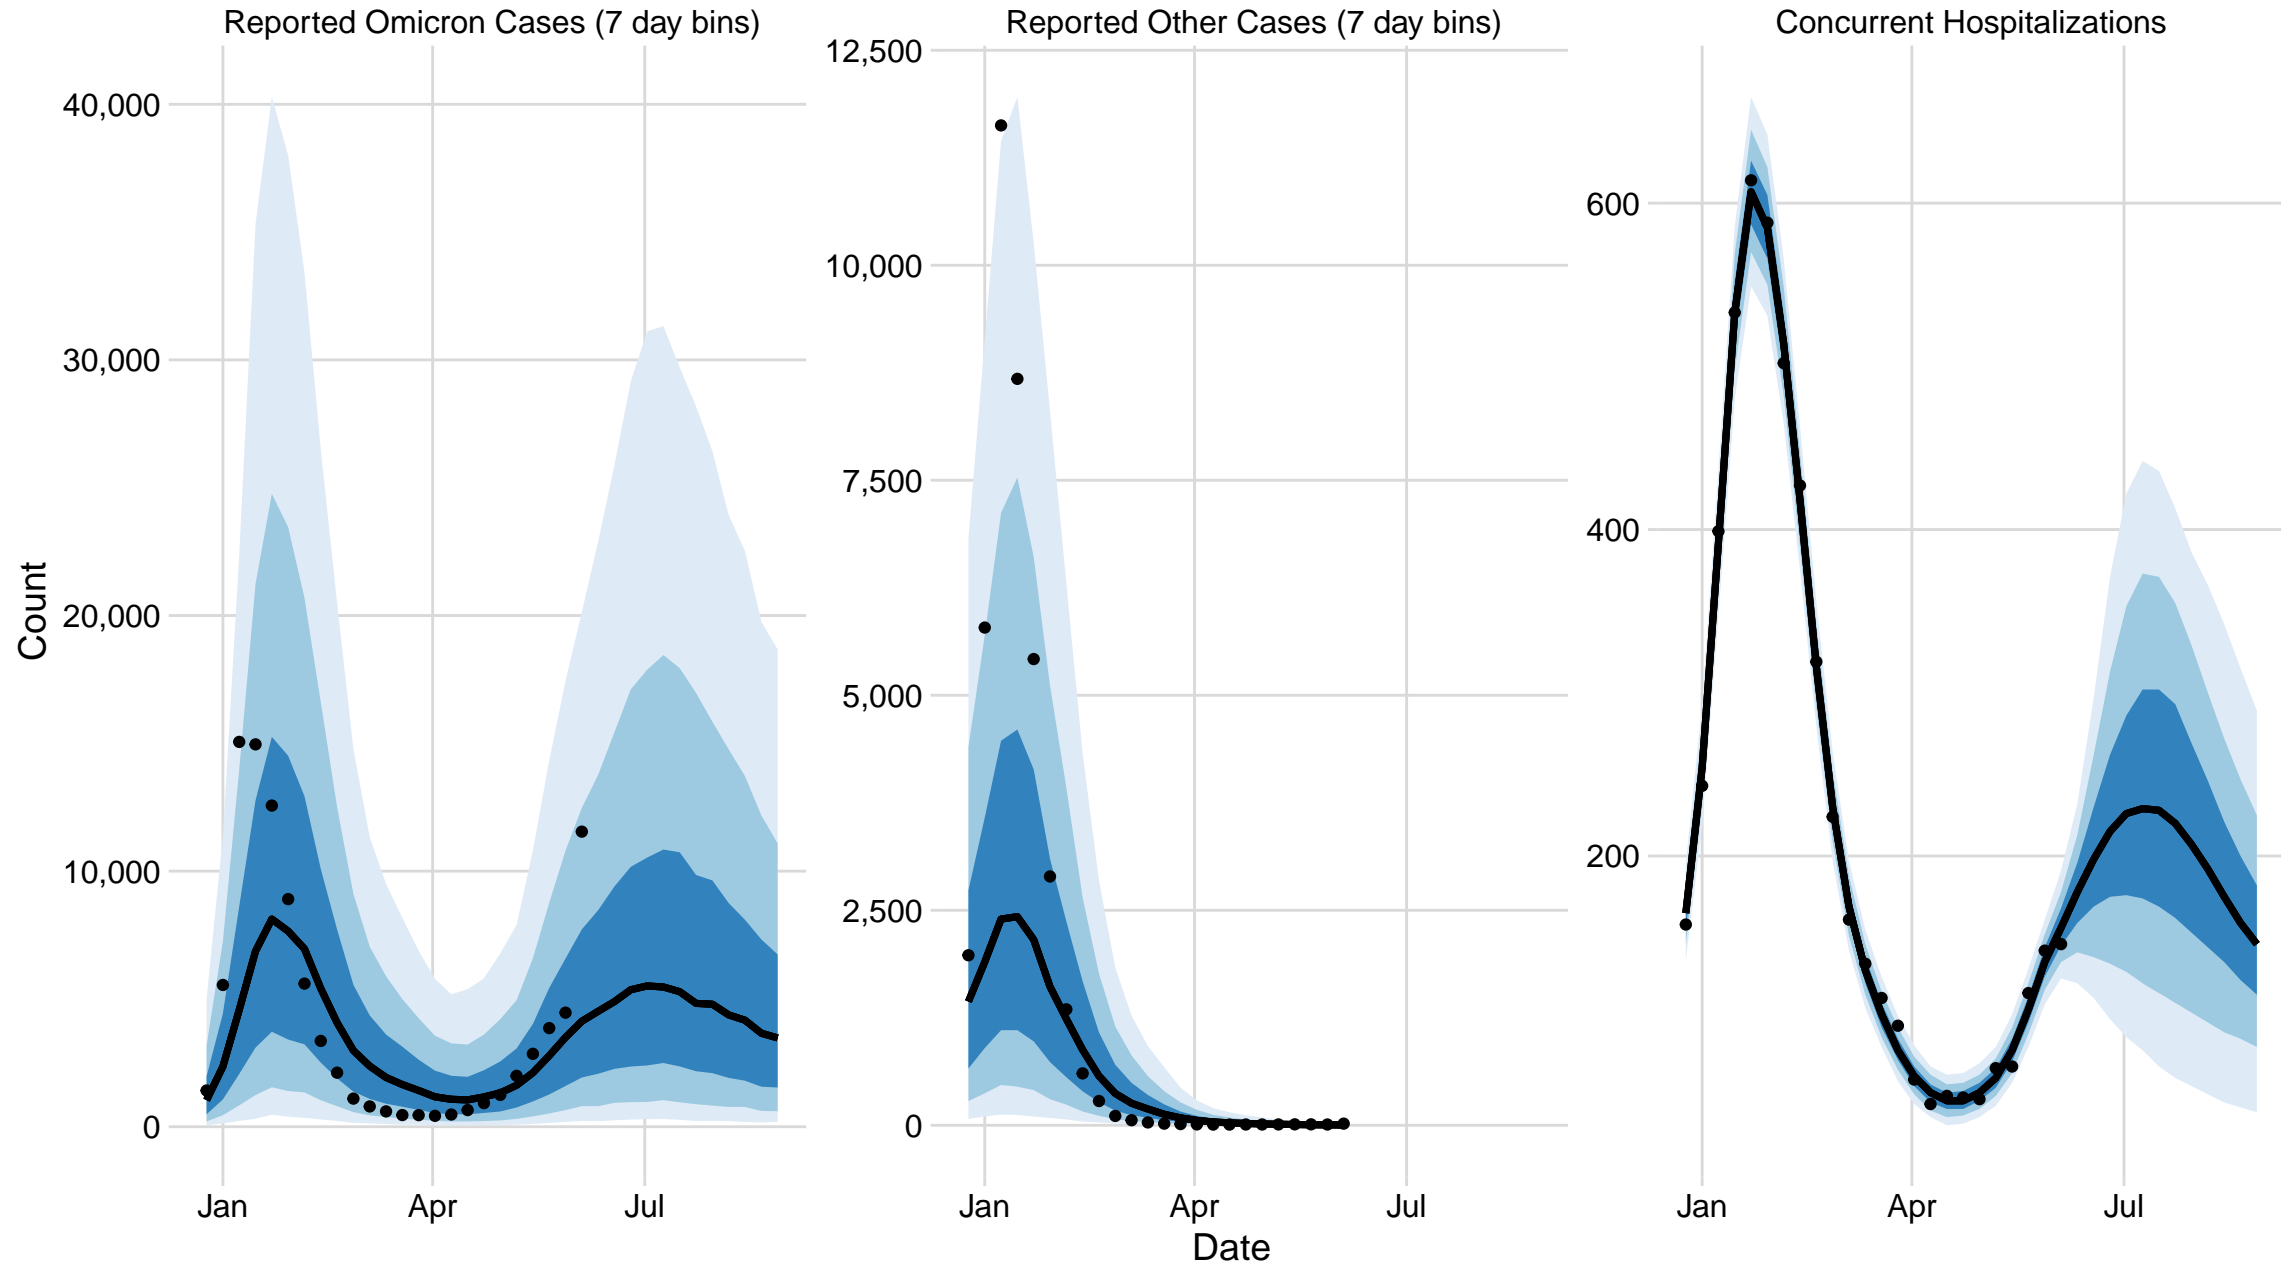 Reported Omicron Cases (7 day bins)
Reported Other Cases (7 day bins)
Concurrent Hospitalizations
Count
40,000
30,000
20,000
10,000
0
Jan
Apr
Jul
12,500
10,000
7,500
5,000
2,500
0
Jan
Apr
Jul
600
400
200
Jan
Apr
Jul
Date